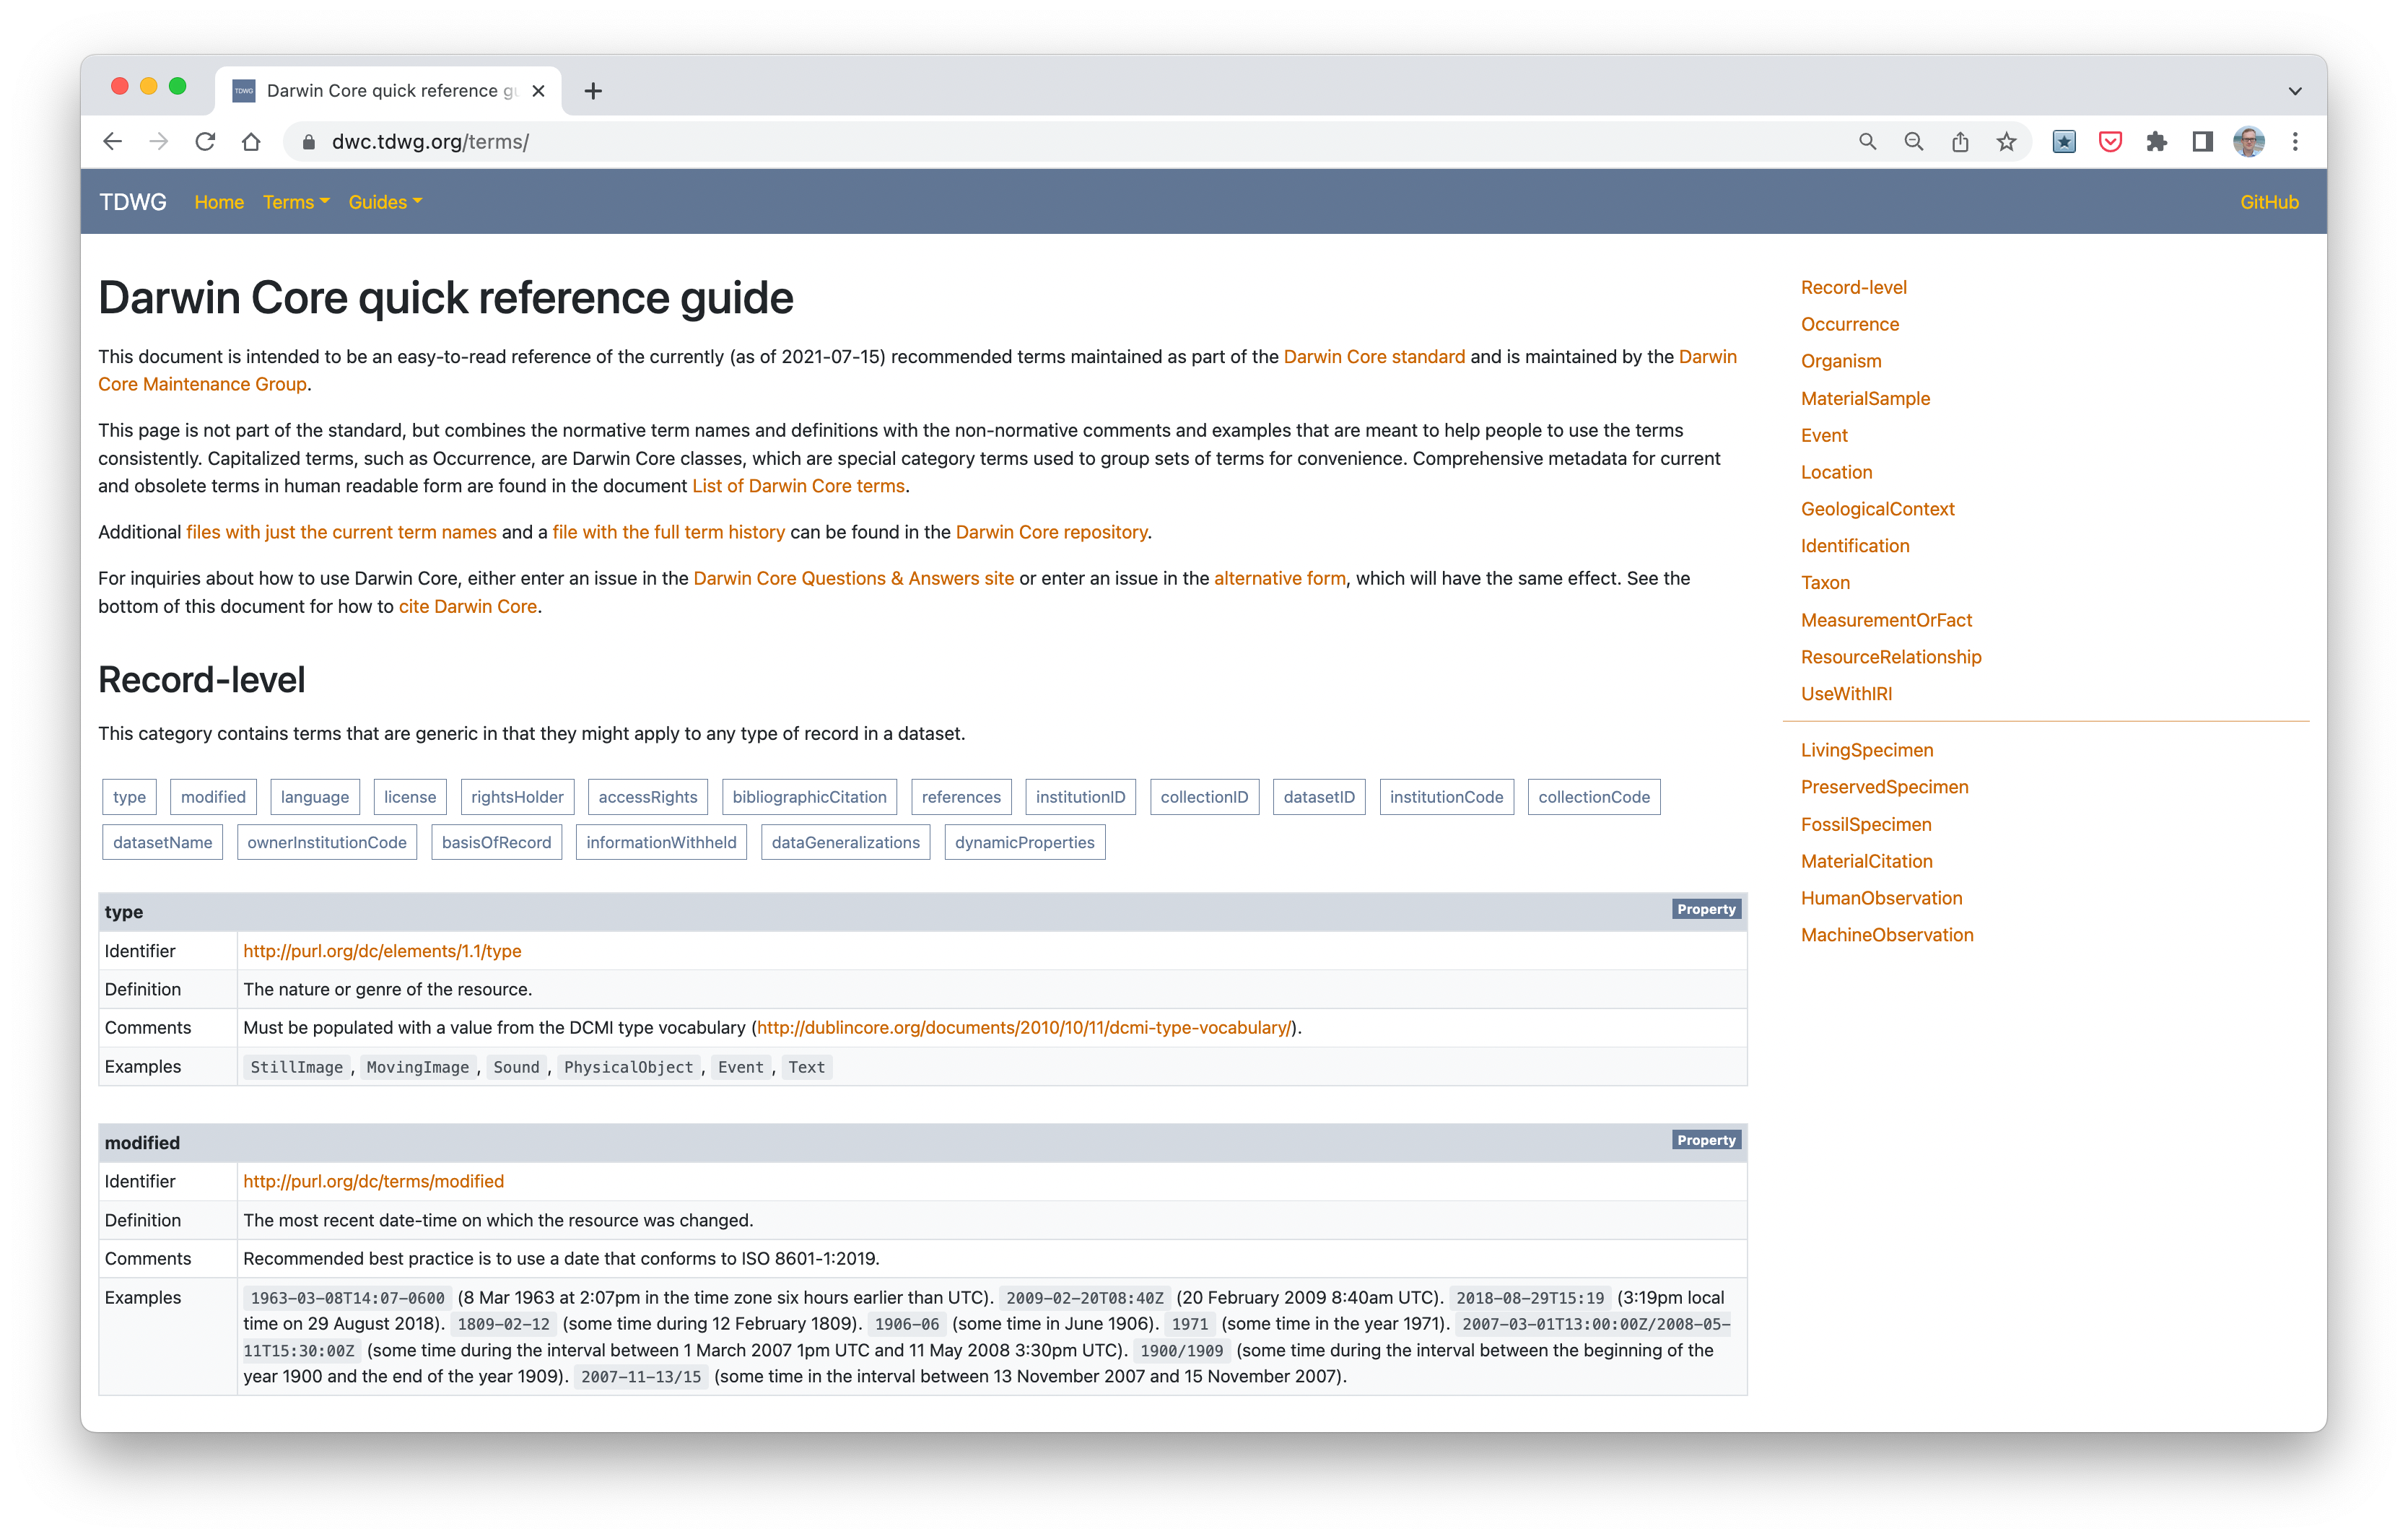 TDWG Darwin Core quick reference gu
dwc.tdwg.org/terms/
TDWG Home Terms Guides GitHub
Darwin Core quick reference guide
This document is intended to be an easy-to-read reference of the currently (as of 2021-07-15) recommended terms maintained as part of the Darwin Core standard and is maintained by the Darwin
Core Maintenance Group.
This page is not part of the standard, but combines the normative term names and definitions with the non-normative comments and examples that are meant to help people to use the terms
consistently. Capitalized terms, such as Occurrence, are Darwin Core classes, which are special category terms used to group sets of terms for convenience. Comprehensive metadata for current
and obsolete terms in human readable form are found in the document List of Darwin Core terms.
Additional files with just the current term names and a file with the full term history can be found in the Darwin Core repository.
For inquiries about how to use Darwin Core, either enter an issue in the Darwin Core Questions & Answers site or enter an issue in the alternative form, which will have the same effect. See the
bottom of this document for how to cite Darwin Core.
Record-level
This category contains terms that are generic in that they might apply to any type of record in a dataset.
type modified language license rightsHolder accessRights bibliographicCitation references institutionID collectionID datasetID institutionCode collectionCode
datasetName ownerInstitutionCode basisOfRecord informationWithheld dataGeneralizations dynamicProperties
type Property
Identifier http://purl.org/dc/elements/1.1/type
Definition The nature or genre of the resource.
Comments Must be populated with a value from the DCMI type vocabulary (http://dublincore.org/documents/2010/10/11/dcmi-type-vocabulary/).
Examples StillImage , MovingImage , Sound , PhysicalObject , Event , Text
modified Property
Identifier http://purl.org/dc/terms/modified
Definition The most recent date-time on which the resource was changed.
Comments Recommended best practice is to use a date that conforms to ISO 8601-1:2019.
Examples 1963-03-08T14:07-0600 (8 Mar 1963 at 2:07pm in the time zone six hours earlier than UTC). 2009-02-20T08:40Z (20 February 2009 8:40am UTC). 2018-08-29T15:19 (3:19pm local
time on 29 August 2018). 1809-02-12 (some time during 12 February 1809). 1906-06 (some time in June 1906). 1971 (some time in the year 1971). 2007-03-01T13:00:00Z/2008-05-
11T15:30:00Z (some time during the interval between 1 March 2007 1pm UTC and 11 May 2008 3:30pm UTC). 1900/1909 (some time during the interval between the beginning of the
year 1900 and the end of the year 1909). 2007-11-13/15 (some time in the interval between 13 November 2007 and 15 November 2007).
Record-level
Occurrence
Organism
MaterialSample
Event
Location
GeologicalContext
Identification
Taxon
MeasurementOrFact
ResourceRelationship
UseWithIRI
LivingSpecimen
PreservedSpecimen
FossilSpecimen
MaterialCitation
HumanObservation
MachineObservation